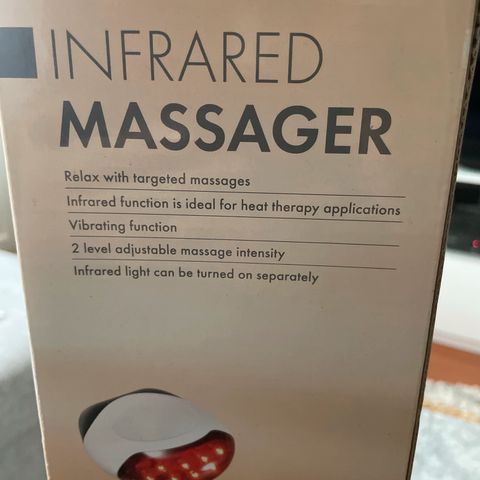 INFRARED
MASSAGER
Relax with targeted massages
Infrared function is ideal for heat therapy applications
Vibrating function
2 level adjustable massage intensity
Infrared light can be turned on separately